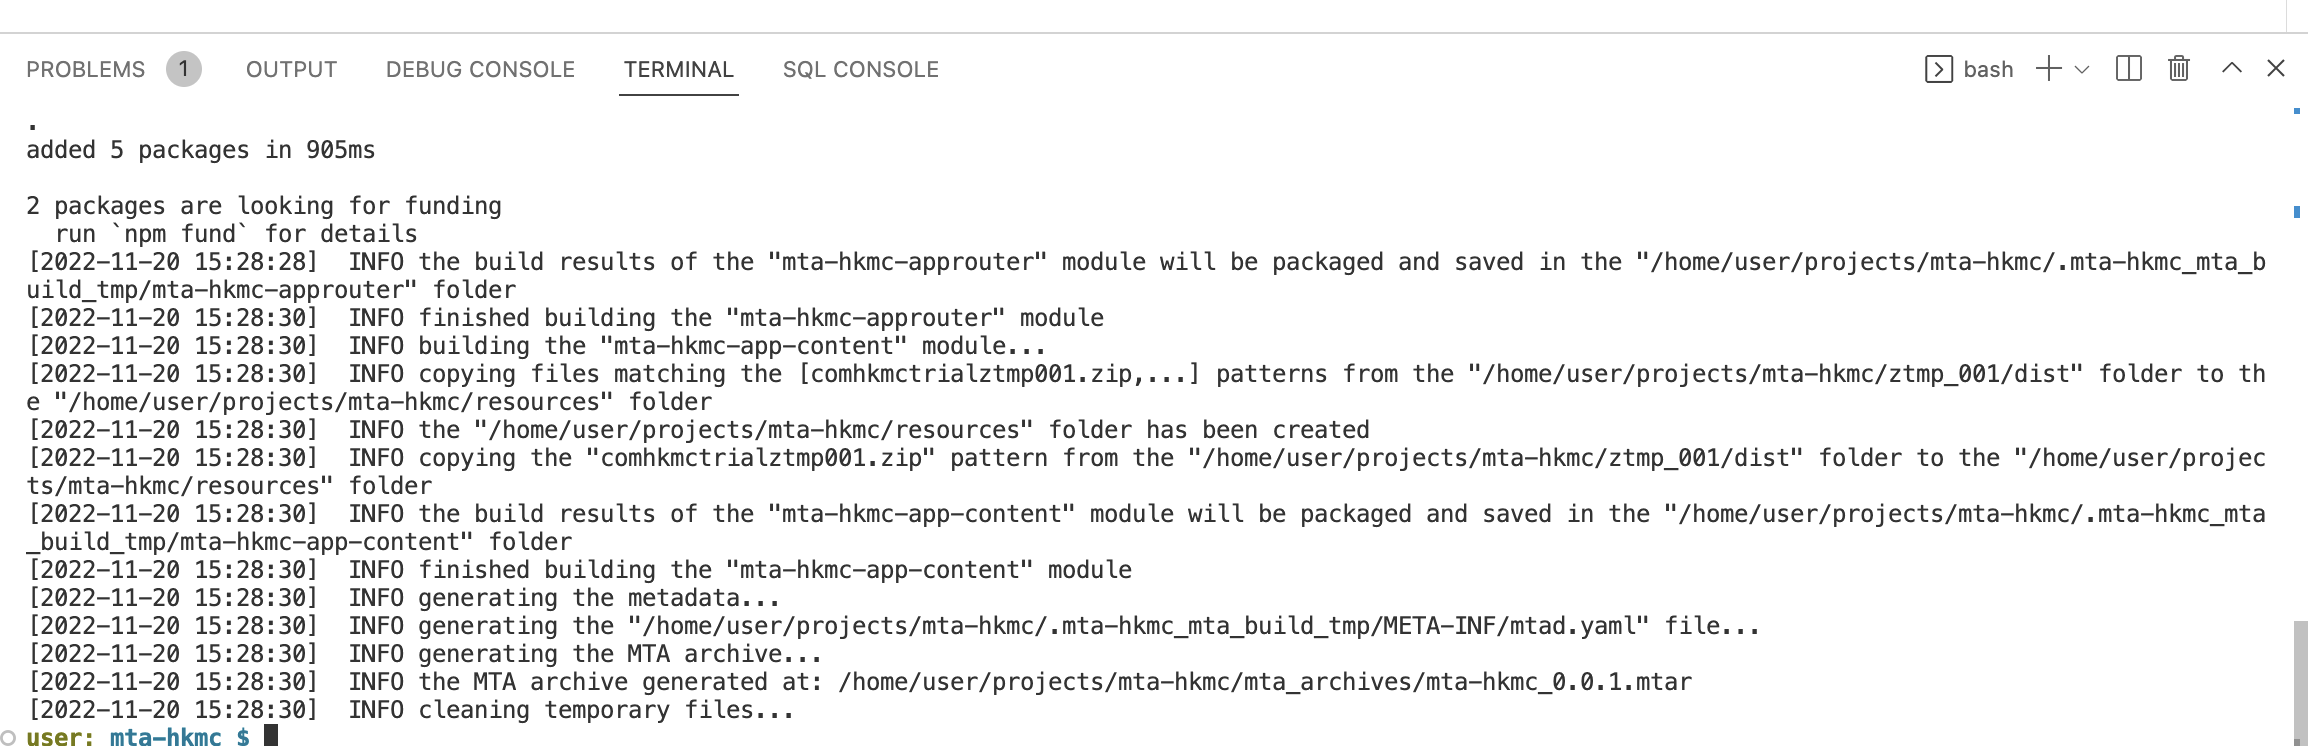 PROBLEMS 1 OUTPUT DEBUG CONSOLE TERMINAL SQL CONSOLE bash
.
added 5 packages in 905ms
2 packages are looking for funding
  run `npm fund` for details
[2022-11-20 15:28:28]  INFO the build results of the "mta-hkmc-approuter" module will be packaged and saved in the "/home/user/projects/mta-hkmc/.mta-hkmc_mta_b
uild_tmp/mta-hkmc-approuter" folder
[2022-11-20 15:28:30]  INFO finished building the "mta-hkmc-approuter" module
[2022-11-20 15:28:30]  INFO building the "mta-hkmc-app-content" module...
[2022-11-20 15:28:30]  INFO copying files matching the [comhkmctrialztmp001.zip,...] patterns from the "/home/user/projects/mta-hkmc/ztmp_001/dist" folder to th
e "/home/user/projects/mta-hkmc/resources" folder
[2022-11-20 15:28:30]  INFO the "/home/user/projects/mta-hkmc/resources" folder has been created
[2022-11-20 15:28:30]  INFO copying the "comhkmctrialztmp001.zip" pattern from the "/home/user/projects/mta-hkmc/ztmp_001/dist" folder to the "/home/user/projec
ts/mta-hkmc/resources" folder
[2022-11-20 15:28:30]  INFO the build results of the "mta-hkmc-app-content" module will be packaged and saved in the "/home/user/projects/mta-hkmc/.mta-hkmc_mta
_build_tmp/mta-hkmc-app-content" folder
[2022-11-20 15:28:30]  INFO finished building the "mta-hkmc-app-content" module
[2022-11-20 15:28:30]  INFO generating the metadata...
[2022-11-20 15:28:30]  INFO generating the "/home/user/projects/mta-hkmc/.mta-hkmc_mta_build_tmp/META-INF/mtad.yaml" file...
[2022-11-20 15:28:30]  INFO generating the MTA archive...
[2022-11-20 15:28:30]  INFO the MTA archive generated at: /home/user/projects/mta-hkmc/mta_archives/mta-hkmc_0.0.1.mtar
[2022-11-20 15:28:30]  INFO cleaning temporary files...
user: mta-hkmc $